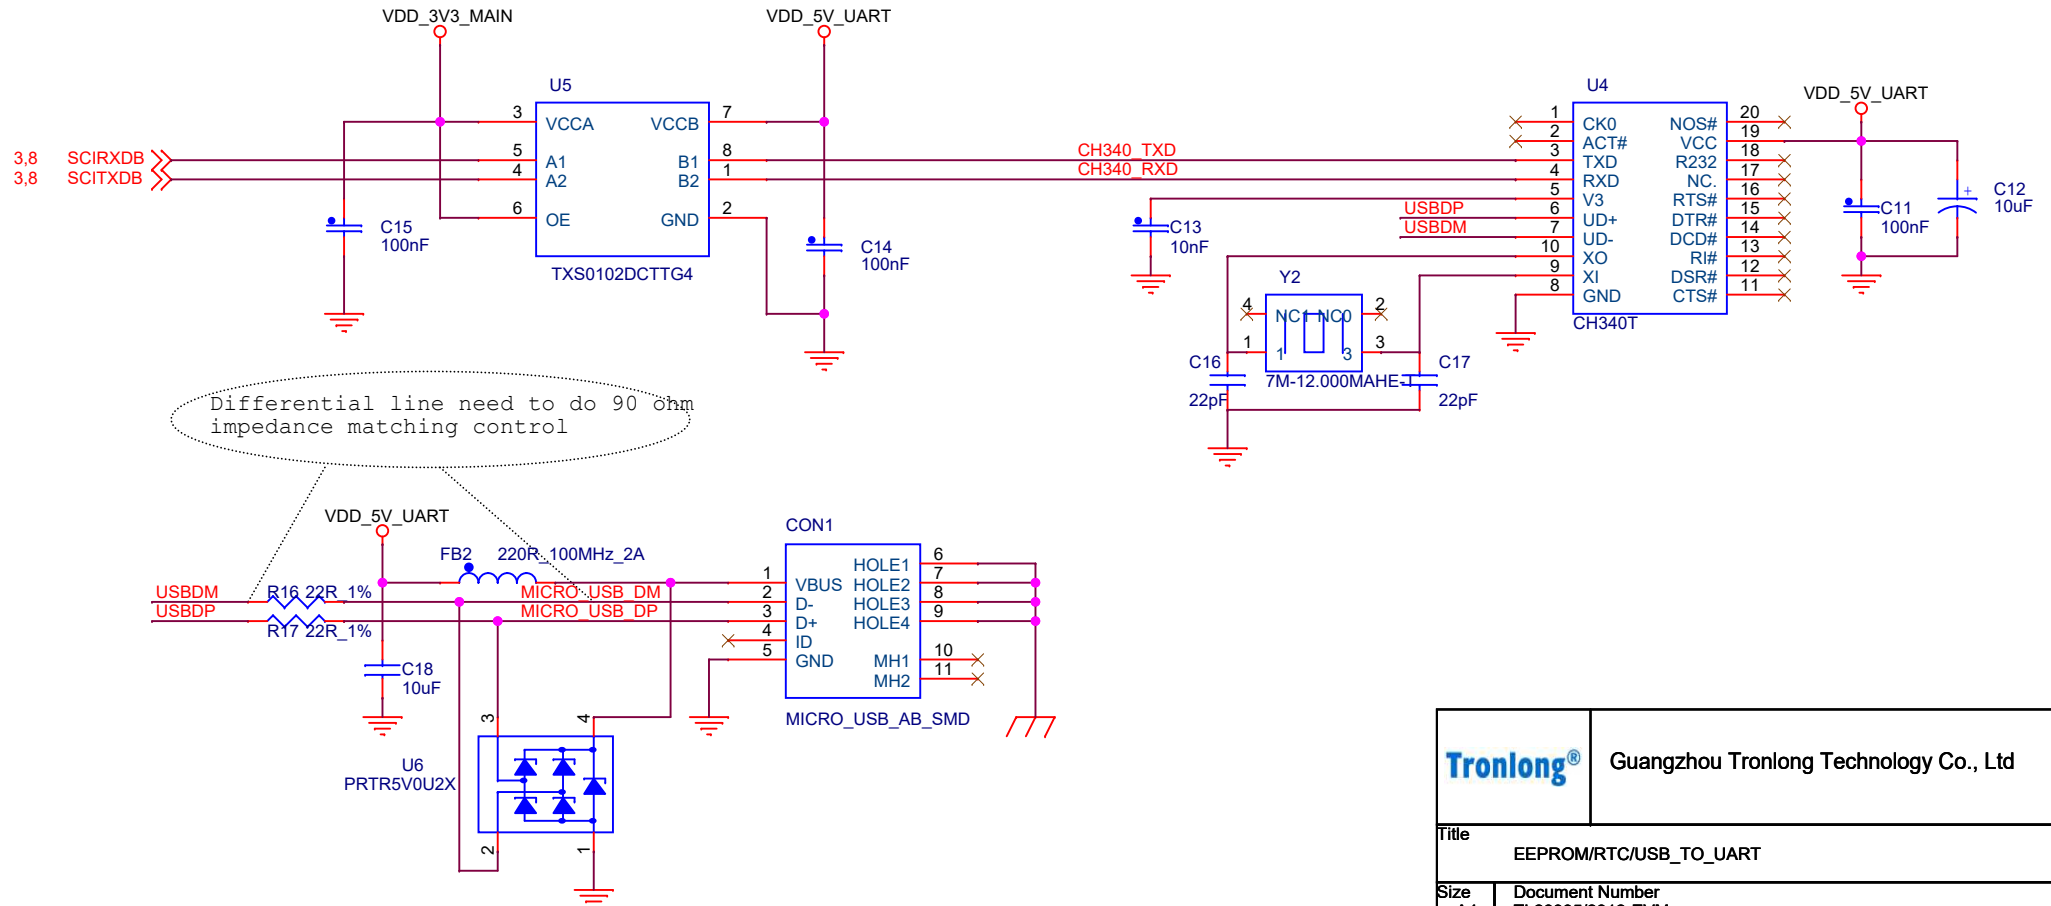 VDD_3V3_MAIN
VDD_5V_UART
U5
3 VCCA VCCB 7
3,8 SCIRXDB 5 A1 B1 8 CH340_TXD
3,8 SCITXDB 4 A2 B2 1 CH340_RXD
6 OE GND 2
TXS0102DCTTG4
C15
100nF
C14
100nF
U4
VDD_5V_UART
1 CK0 NOS# 20
2 ACT# VCC 19
3 TXD R232 18
4 RXD NC. 17
5 V3 RTS# 16
USBDP 6 UD+ DTR# 15
USBDM 7 UD- DCD# 14
10 XO RI# 13
9 XI DSR# 12
8 GND CTS# 11
CH340T
C13
10nF
C11
100nF
+
C12
10uF
Y2
4 NC1 NC0 2
1 1 3 3
7M-12.000MAHE-T
C16
22pF
C17
22pF
Differential line need to do 90 ohm
impedance matching control
VDD_5V_UART
FB2 220R_100MHz_2A
USBDM R16 22R_1% MICRO_USB_DM
USBDP R17 22R_1% MICRO_USB_DP
C18
10uF
CON1
1 VBUS
2 D-
3 D+
4 ID
5 GND
HOLE1 6
HOLE2 7
HOLE3 8
HOLE4 9
MH1 10
MH2 11
MICRO_USB_AB_SMD
3 4
U6
PRTR5V0U2X
2 1
Tronlong®
Guangzhou Tronlong Technology Co., Ltd
Title
EEPROM/RTC/USB_TO_UART
Size
Document Number